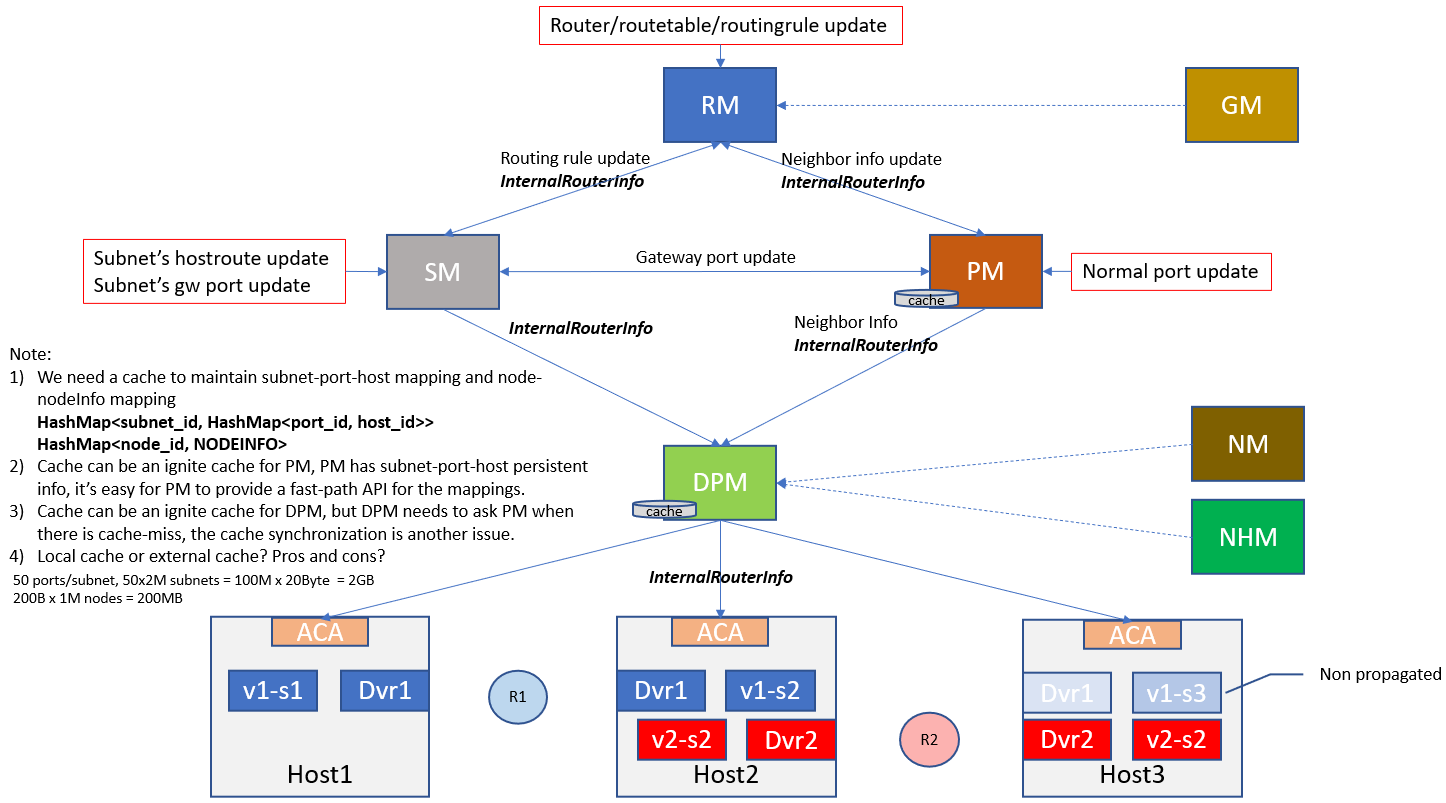 Router/routetable/routingrule update
RM
GM
Routing rule update
InternalRouterInfo
Neighbor info update
InternalRouterInfo
Subnet's hostroute update
Subnet's gw port update
SM
Gateway port update
PM
cache
Normal port update
InternalRouterInfo
Neighbor Info
InternalRouterInfo
Note:
1) We need a cache to maintain subnet-port-host mapping and node-
nodeInfo mapping
HashMap<subnet_id, HashMap<port_id, host_id>>
HashMap<node_id, NODEINFO>
2) Cache can be an ignite cache for PM, PM has subnet-port-host persistent
info, it's easy for PM to provide a fast-path API for the mappings.
3) Cache can be an ignite cache for DPM, but DPM needs to ask PM when
there is cache-miss, the cache synchronization is another issue.
4) Local cache or external cache? Pros and cons?
50 ports/subnet, 50x2M subnets = 100M x 20Byte = 2GB
200B x 1M nodes = 200MB
DPM
cache
NM
NHM
InternalRouterInfo
ACA
v1-s1
Dvr1
Host1
R1
ACA
Dvr1
v1-s2
v2-s2
Dvr2
Host2
R2
ACA
Dvr1
v1-s3
Dvr2
v2-s2
Host3
Non propagated